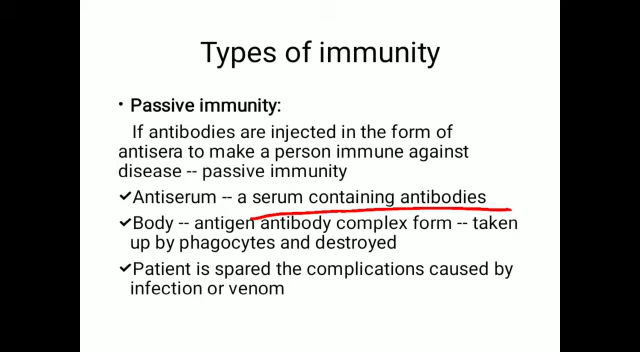 Types of immunity
• Passive immunity:
If antibodies are injected in the form of
antisera to make a person immune against
disease -- passive immunity
✓Antiserum -- a serum containing antibodies
✓Body -- antigen antibody complex form -- taken
up by phagocytes and destroyed
✓Patient is spared the complications caused by
infection or venom